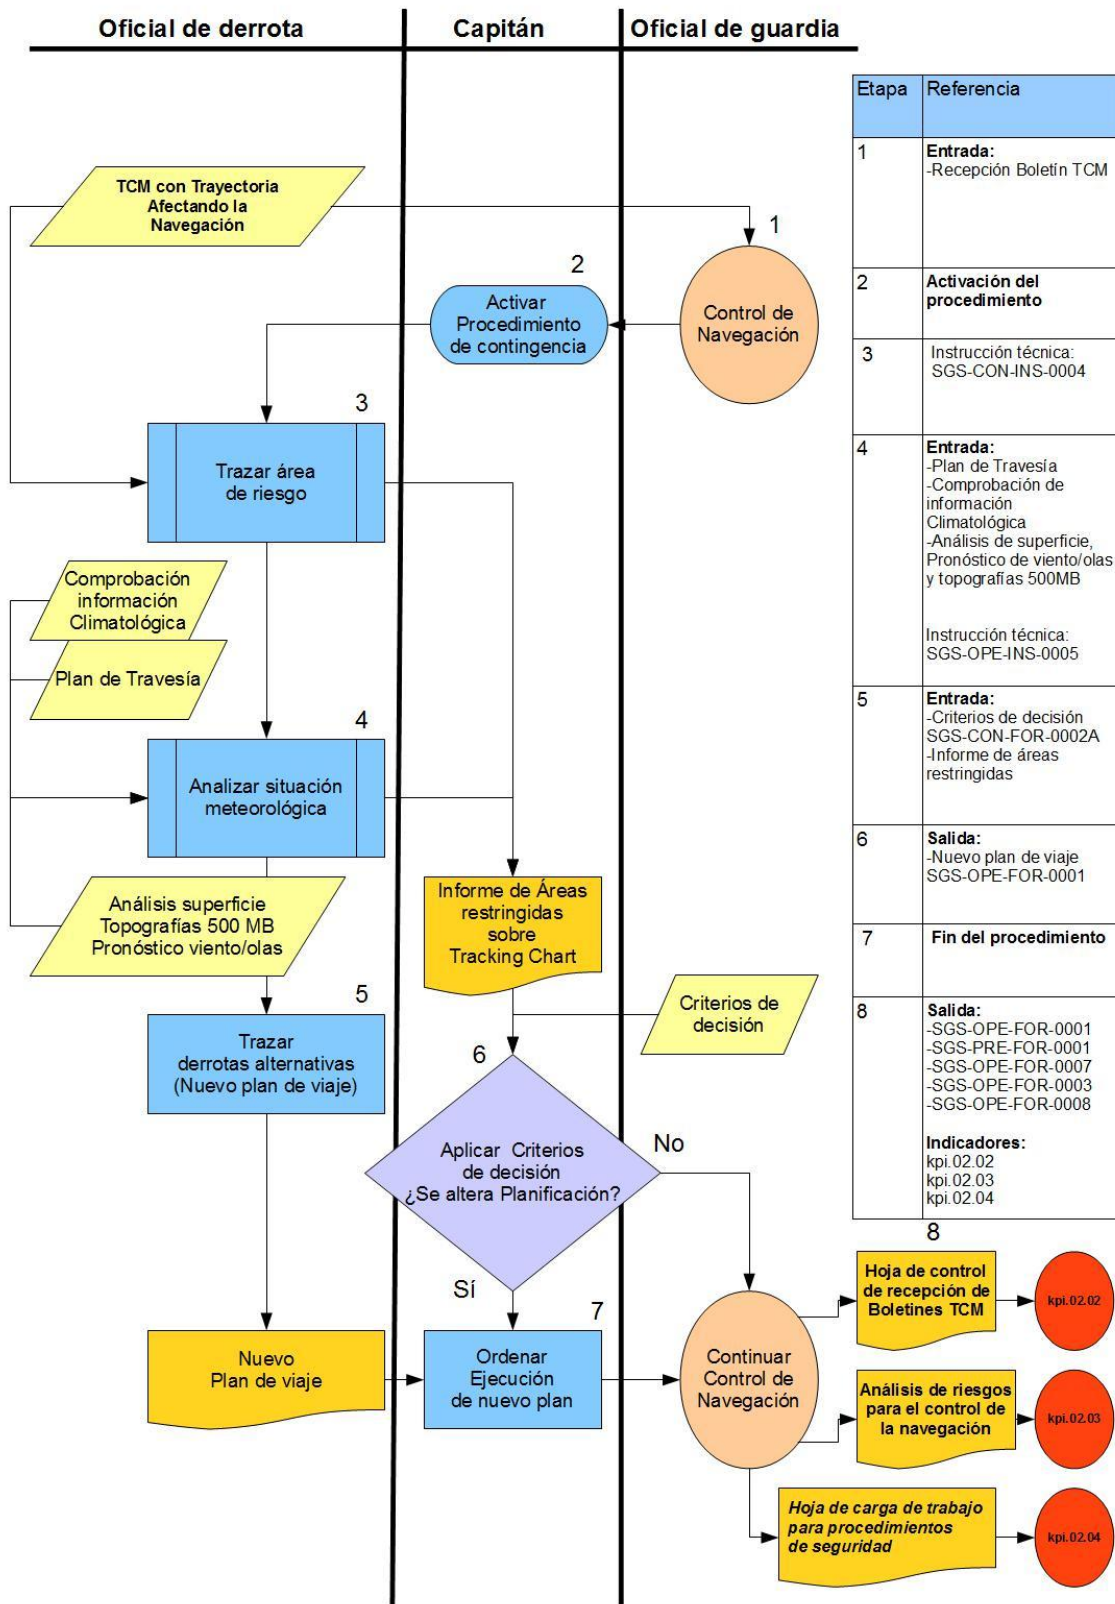 Oficial de derrota
Capitán
Oficial de guardia
TCM con Trayectoria
Afectando la
Navegación
1
Control de
Navegación
2
Activar
Procedimiento
de contingencia
3
Trazar área
de riesgo
Comprobación
información
Climatológica
Plan de Travesía
4
Analizar situación
meteorológica
Análisis superficie
Topografías 500 MB
Pronóstico viento/olas
Informe de Áreas
restringidas
sobre
Tracking Chart
Criterios de
decisión
5
Trazar
derrotas alternativas
(Nuevo plan de viaje)
6
Aplicar Criterios
de decisión
¿Se altera Planificación?
No
Sí
Nuevo
Plan de viaje
7
Ordenar
Ejecución
de nuevo plan
Continuar
Control de
Navegación
Etapa
Referencia
1
Entrada:
-Recepción Boletín TCM
2
Activación del
procedimiento
3
Instrucción técnica:
SGS-CON-INS-0004
4
Entrada:
-Plan de Travesía
-Comprobación de
información
Climatológica
-Análisis de superficie,
Pronóstico de viento/olas
y topografías 500MB
Instrucción técnica:
SGS-OPE-INS-0005
5
Entrada:
-Criterios de decisión
SGS-CON-FOR-0002A
-Informe de áreas
restringidas
6
Salida:
-Nuevo plan de viaje
SGS-OPE-FOR-0001
7
Fin del procedimiento
8
Salida:
-SGS-OPE-FOR-0001
-SGS-PRE-FOR-0001
-SGS-OPE-FOR-0007
-SGS-OPE-FOR-0003
-SGS-OPE-FOR-0008
Indicadores:
kpi.02.02
kpi.02.03
kpi.02.04
8
Hoja de control
de recepción de
Boletines TCM
kpi.02.02
Análisis de riesgos
para el control de
la navegación
kpi.02.03
Hoja de carga de trabajo
para procedimientos
de seguridad
kpi.02.04